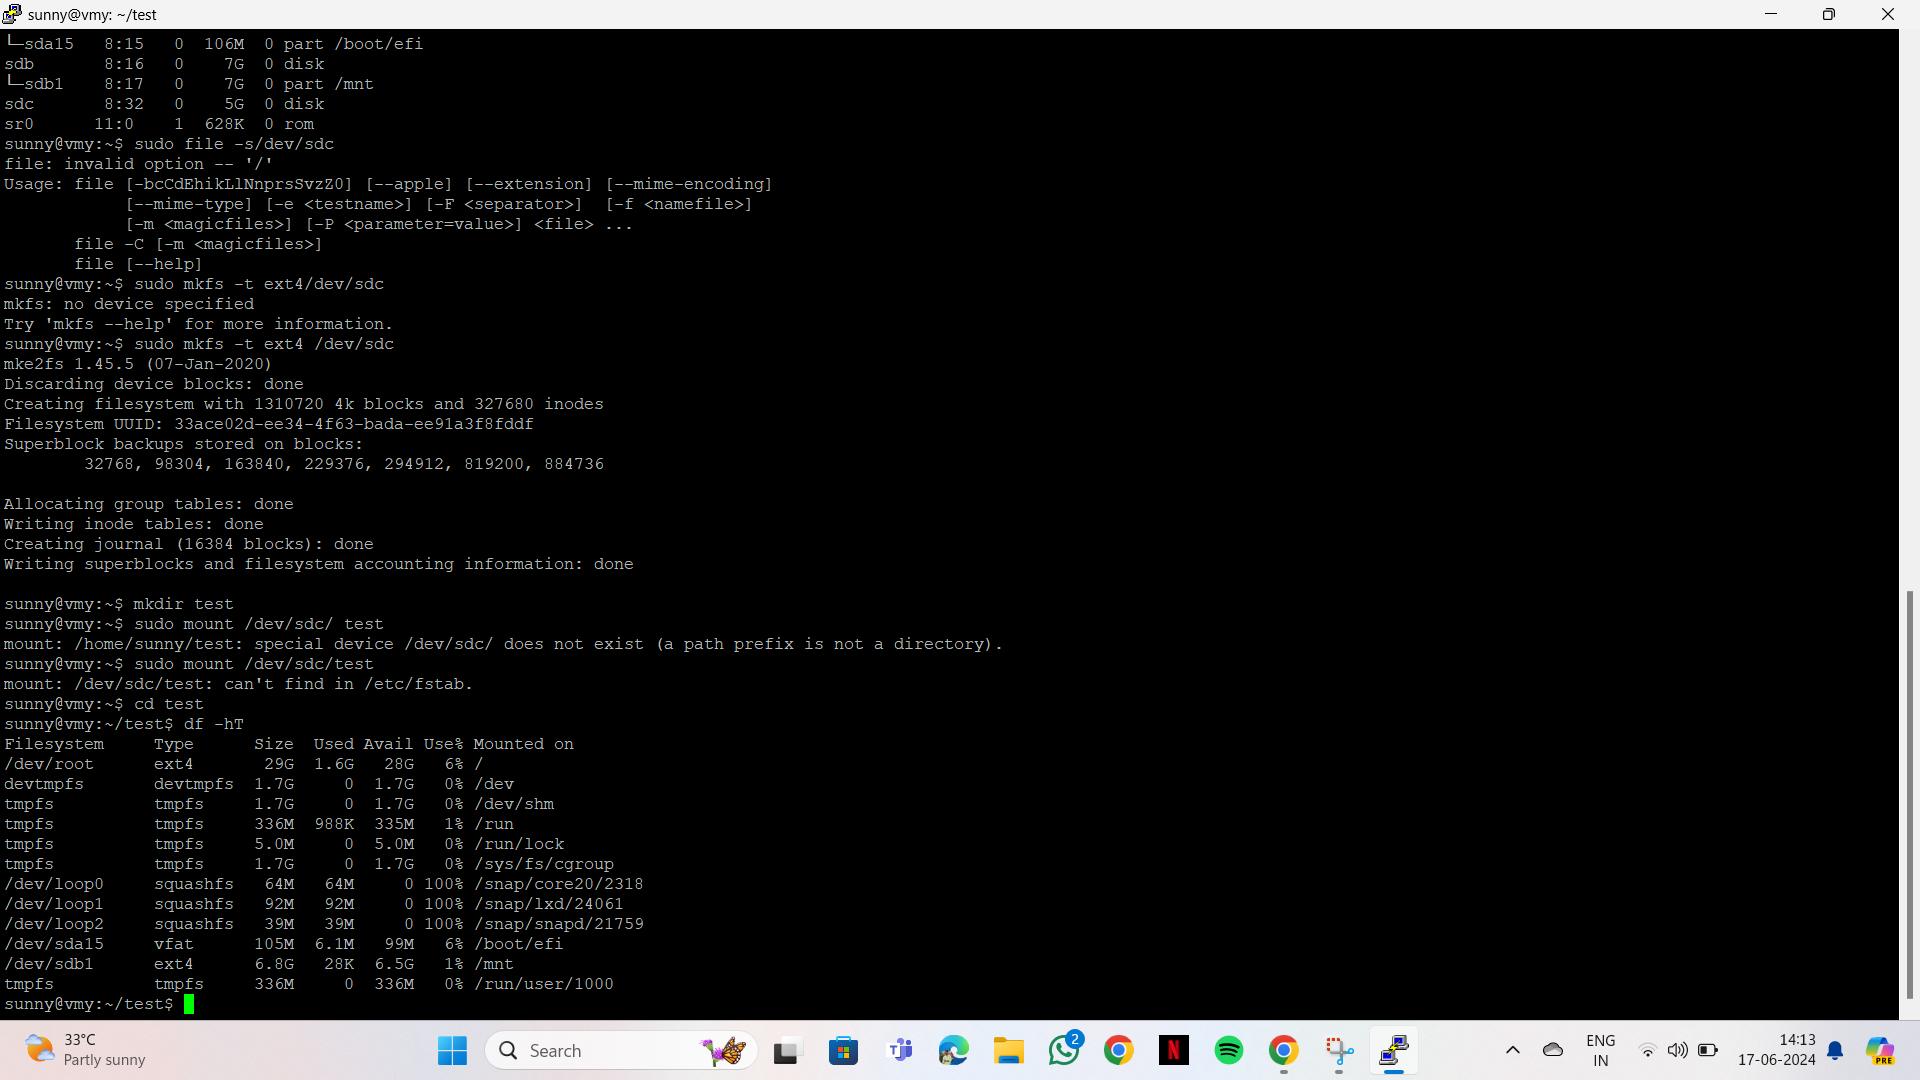 sunny@vmy: ~/test
└─sda15   8:15   0  106M  0 part /boot/efi
sdb       8:16   0    7G  0 disk
└─sdb1    8:17   0    7G  0 part /mnt
sdc       8:32   0    5G  0 disk
sr0      11:0    1  628K  0 rom
sunny@vmy:~$ sudo file -s/dev/sdc
file: invalid option -- '/'
Usage: file [-bcCdEhikLlNnprsSvzZ0] [--apple] [--extension] [--mime-encoding]
            [--mime-type] [-e <testname>] [-F <separator>]  [-f <namefile>]
            [-m <magicfiles>] [-P <parameter=value>] <file> ...
       file -C [-m <magicfiles>]
       file [--help]
sunny@vmy:~$ sudo mkfs -t ext4/dev/sdc
mkfs: no device specified
Try 'mkfs --help' for more information.
sunny@vmy:~$ sudo mkfs -t ext4 /dev/sdc
mke2fs 1.45.5 (07-Jan-2020)
Discarding device blocks: done
Creating filesystem with 1310720 4k blocks and 327680 inodes
Filesystem UUID: 33ace02d-ee34-4f63-bada-ee91a3f8fddf
Superblock backups stored on blocks:
        32768, 98304, 163840, 229376, 294912, 819200, 884736
Allocating group tables: done
Writing inode tables: done
Creating journal (16384 blocks): done
Writing superblocks and filesystem accounting information: done
sunny@vmy:~$ mkdir test
sunny@vmy:~$ sudo mount /dev/sdc/ test
mount: /home/sunny/test: special device /dev/sdc/ does not exist (a path prefix is not a directory).
sunny@vmy:~$ sudo mount /dev/sdc/test
mount: /dev/sdc/test: can't find in /etc/fstab.
sunny@vmy:~$ cd test
sunny@vmy:~/test$ df -hT
Filesystem     Type      Size  Used Avail Use% Mounted on
/dev/root      ext4       29G  1.6G   28G   6% /
devtmpfs       devtmpfs  1.7G     0  1.7G   0% /dev
tmpfs          tmpfs     1.7G     0  1.7G   0% /dev/shm
tmpfs          tmpfs     336M  988K  335M   1% /run
tmpfs          tmpfs     5.0M     0  5.0M   0% /run/lock
tmpfs          tmpfs     1.7G     0  1.7G   0% /sys/fs/cgroup
/dev/loop0     squashfs   64M   64M     0 100% /snap/core20/2318
/dev/loop1     squashfs   92M   92M     0 100% /snap/lxd/24061
/dev/loop2     squashfs   39M   39M     0 100% /snap/snapd/21759
/dev/sda15     vfat      105M  6.1M   99M   6% /boot/efi
/dev/sdb1      ext4      6.8G   28K  6.5G   1% /mnt
tmpfs          tmpfs     336M     0  336M   0% /run/user/1000
sunny@vmy:~/test$
33°C
Partly sunny
Search
2
N
ENG
IN
14:13
17-06-2024
PRE